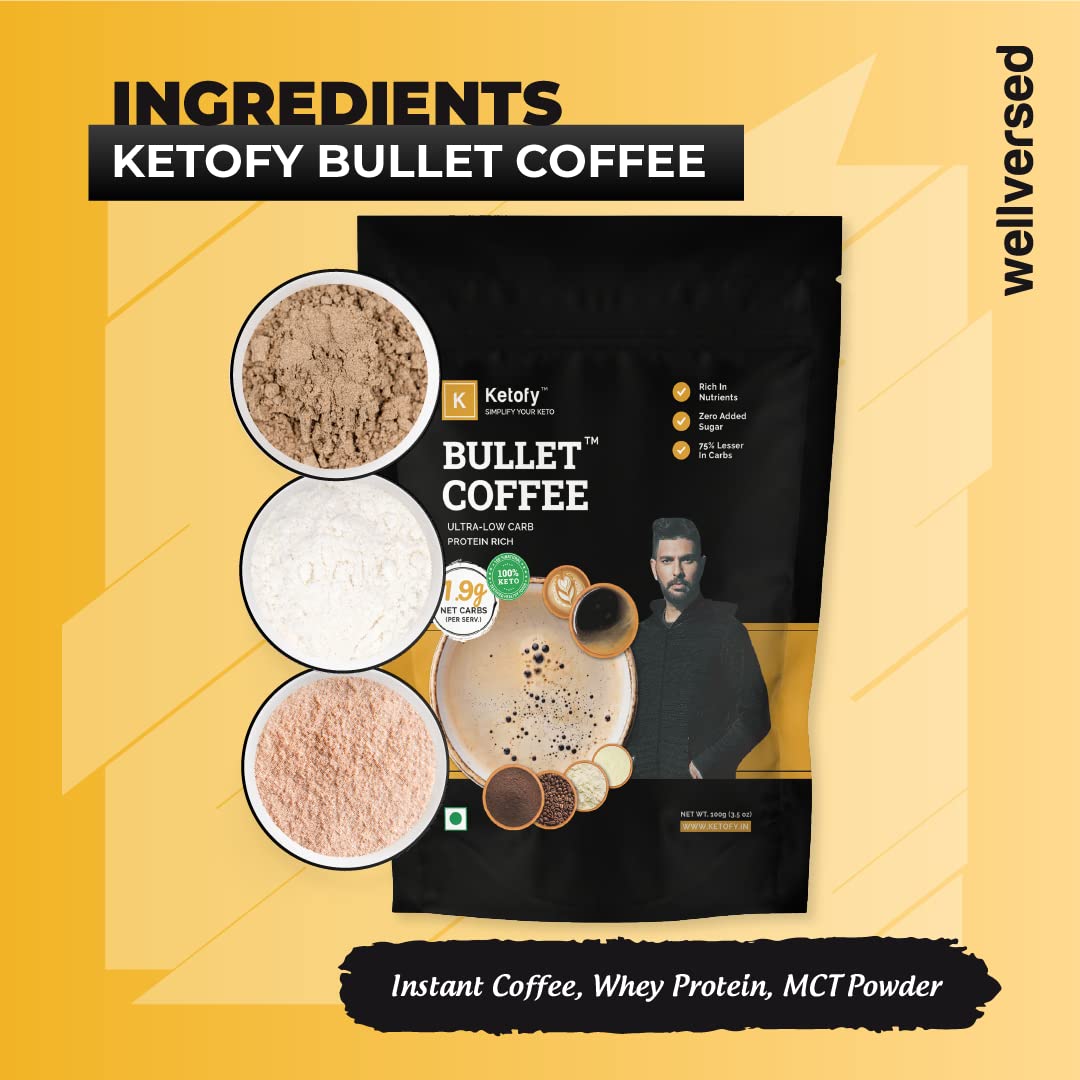 INGREDIENTS
KETOFY BULLET COFFEE
wellversed
K
Ketofy™
SIMPLIFY YOUR KETO
BULLET™
COFFEE
ULTRA-LOW CARB
PROTEIN RICH
Rich In
Nutrients
Zero Added
Sugar
75% Lesser
In Carbs
1.9g
NET CARBS
(PER SERV.)
100%
KETO
NET WT. 100g (3.5 oz)
WWW.KETOFY.IN
Instant Coffee, Whey Protein, MCT Powder